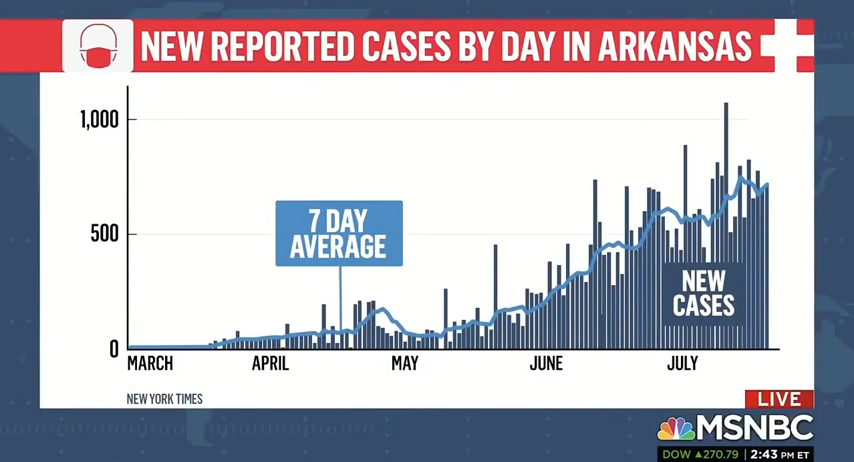 NEW REPORTED CASES BY DAY IN ARKANSAS
1,000
500
0
7 DAY
AVERAGE
NEW
CASES
MARCH APRIL MAY JUNE JULY
NEW YORK TIMES
LIVE
MSNBC
DOW ▲270.79 | 2:43 PM ET